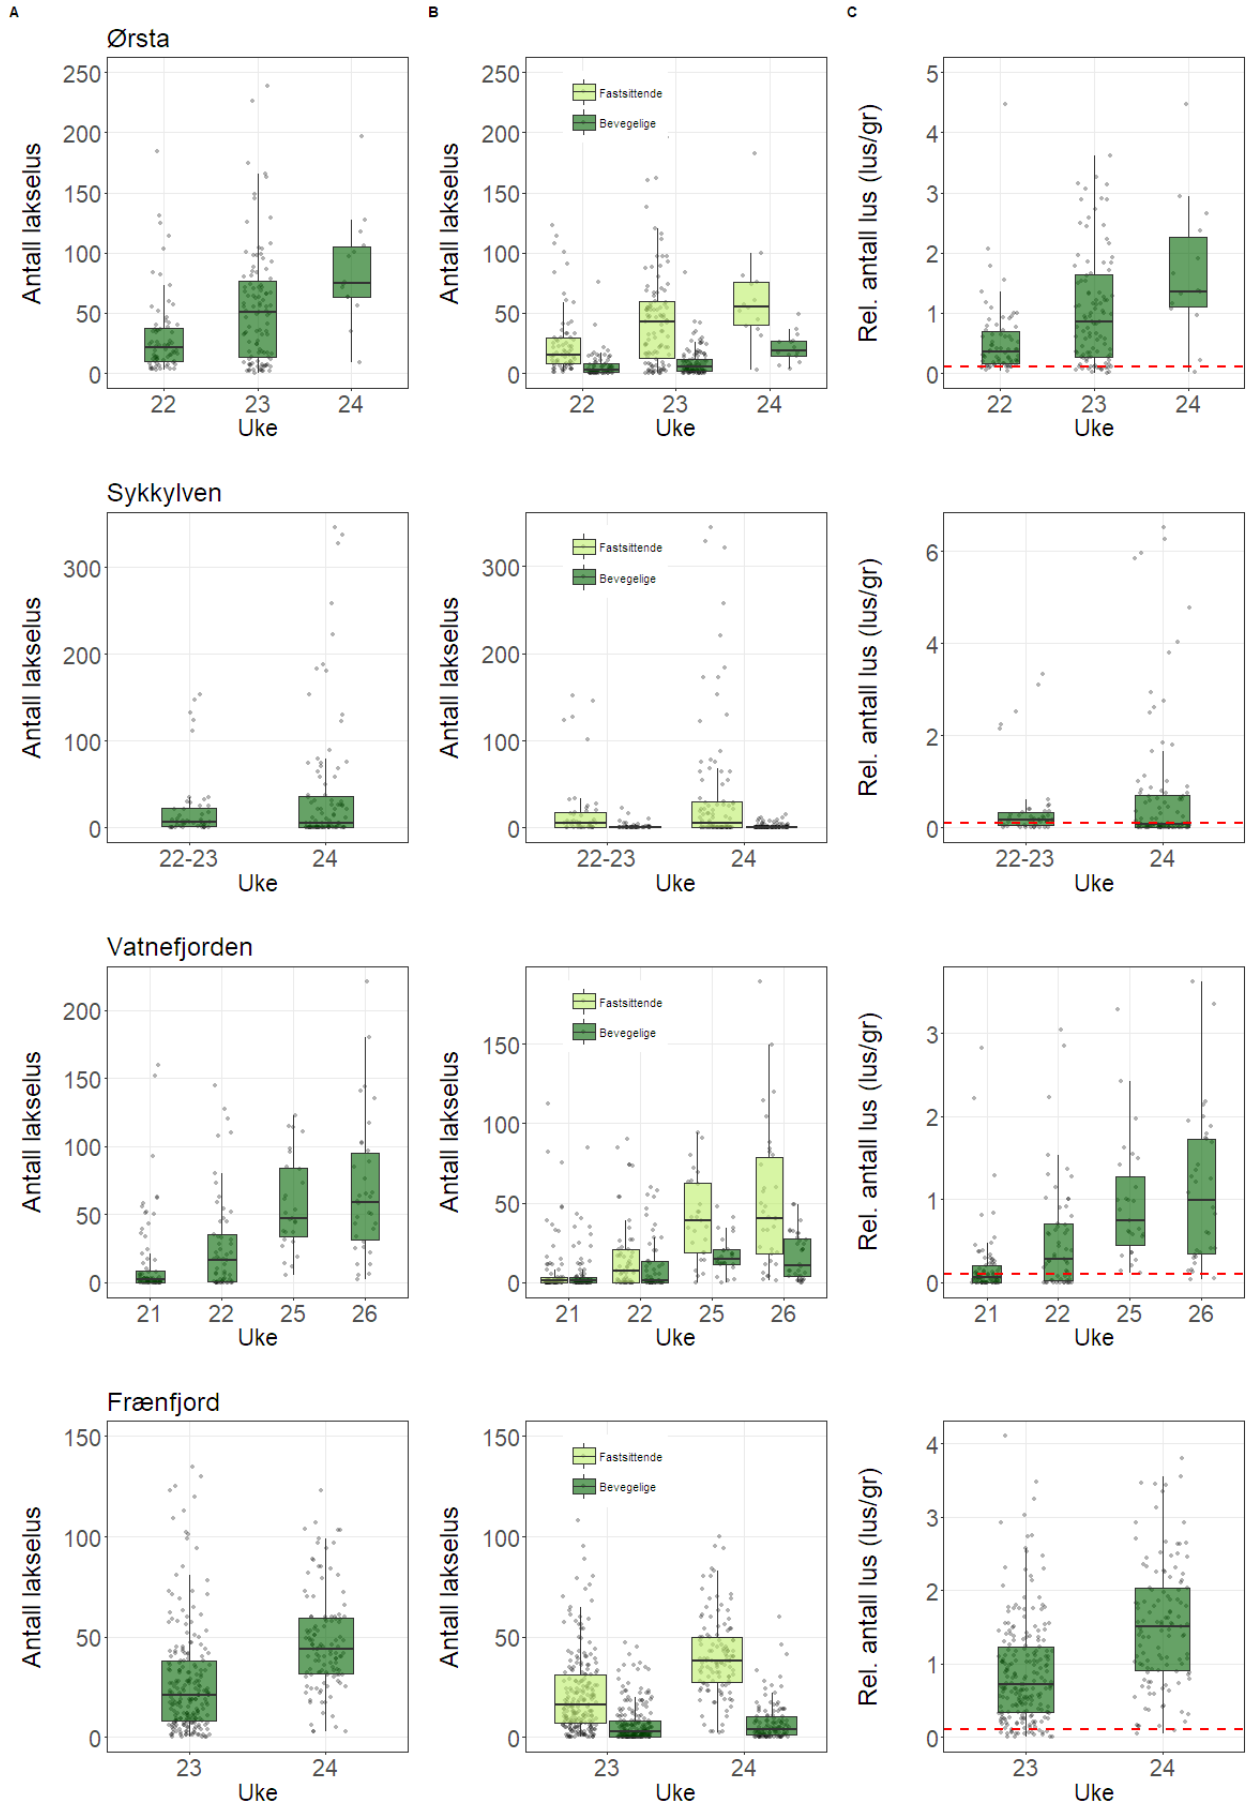 A
B
C
Ørsta
Antall lakselus
250
200
150
100
50
0
22
23
24
Uke
Antall lakselus
250
200
150
100
50
0
Fastsittende
Bevegelige
22
23
24
Uke
Rel. antall lus (lus/gr)
5
4
3
2
1
0
22
23
24
Uke
Sykkylven
Antall lakselus
300
200
100
0
22-23
24
Uke
Antall lakselus
300
200
100
0
Fastsittende
Bevegelige
22-23
24
Uke
Rel. antall lus (lus/gr)
6
4
2
0
22-23
24
Uke
Vatnefjorden
Antall lakselus
200
150
100
50
0
21
22
25
26
Uke
Antall lakselus
150
100
50
0
Fastsittende
Bevegelige
21
22
25
26
Uke
Rel. antall lus (lus/gr)
3
2
1
0
21
22
25
26
Uke
Frænfjord
Antall lakselus
150
100
50
0
23
24
Uke
Antall lakselus
150
100
50
0
Fastsittende
Bevegelige
23
24
Uke
Rel. antall lus (lus/gr)
4
3
2
1
0
23
24
Uke